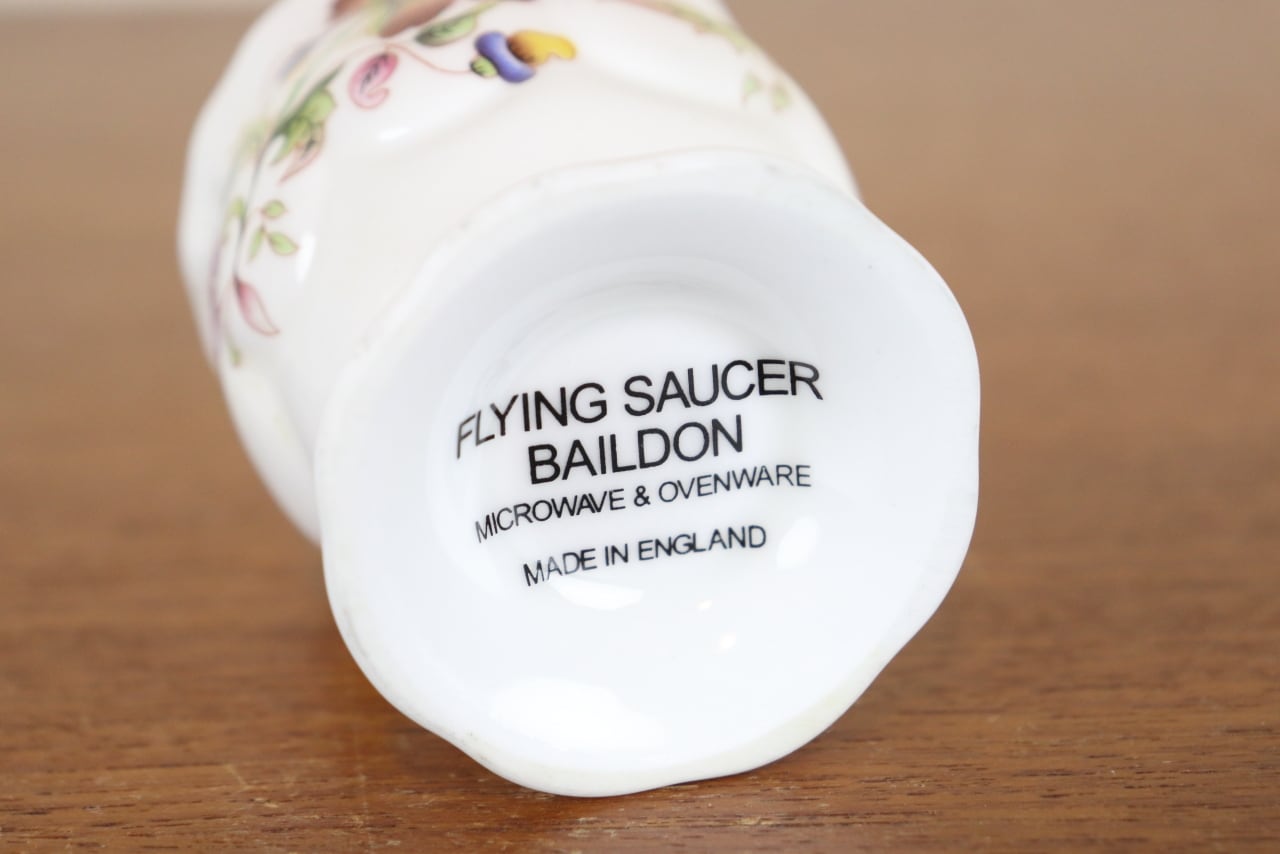 FLYING SAUCER
BAILDON
MICROWAVE & OVENWARE
MADE IN ENGLAND